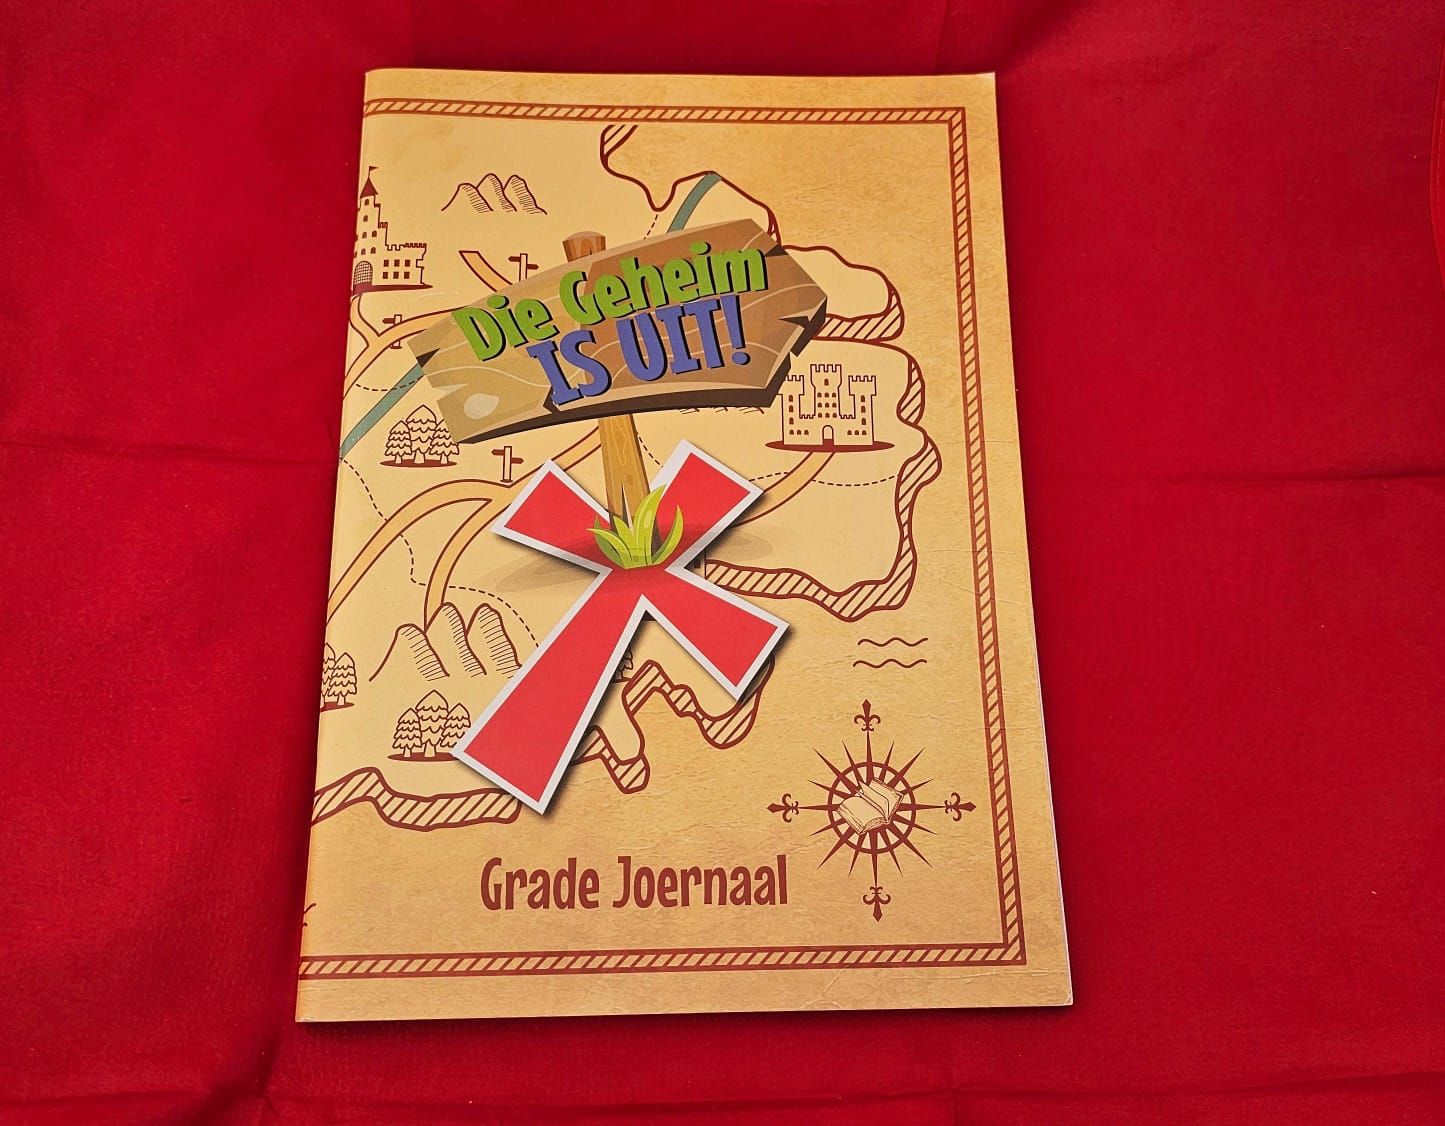 Die Geheim
IS UIT!
Grade Joernaal